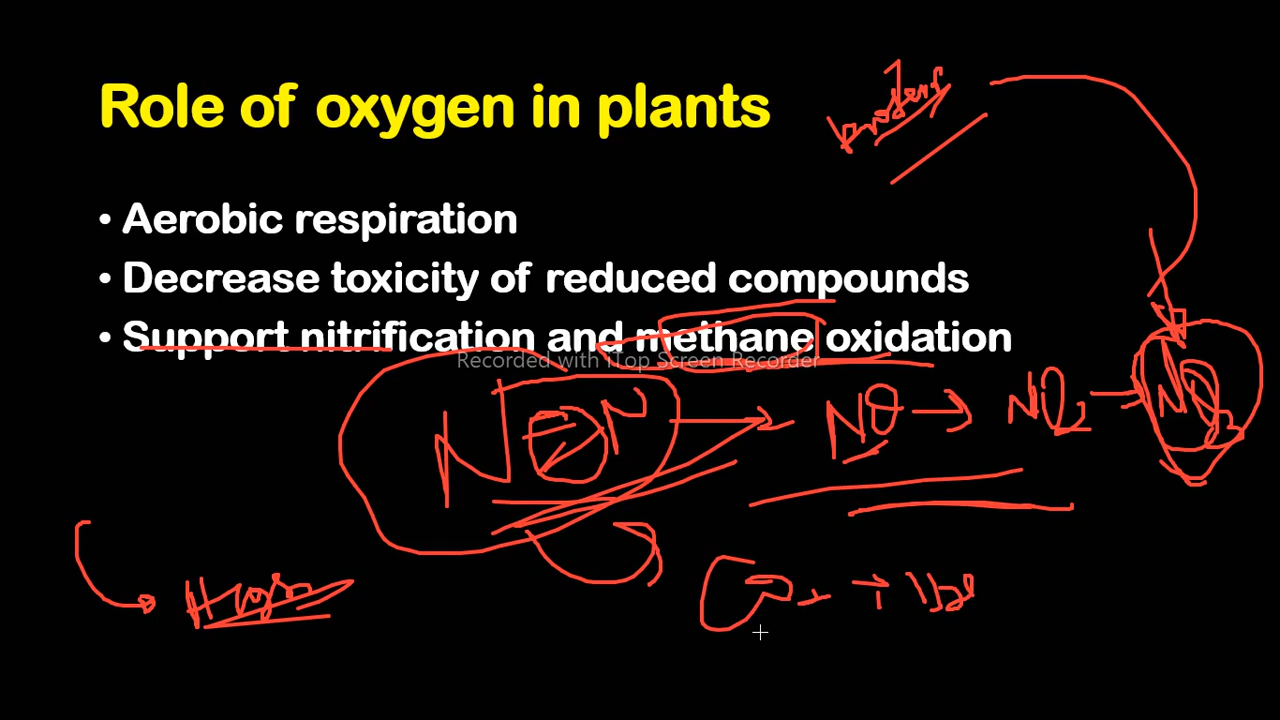 Role of oxygen in plants
• Aerobic respiration
• Decrease toxicity of reduced compounds
• Support nitrification and methane oxidation
Recorded with iTop Screen Recorder
N N → NO → NO2 → NO3